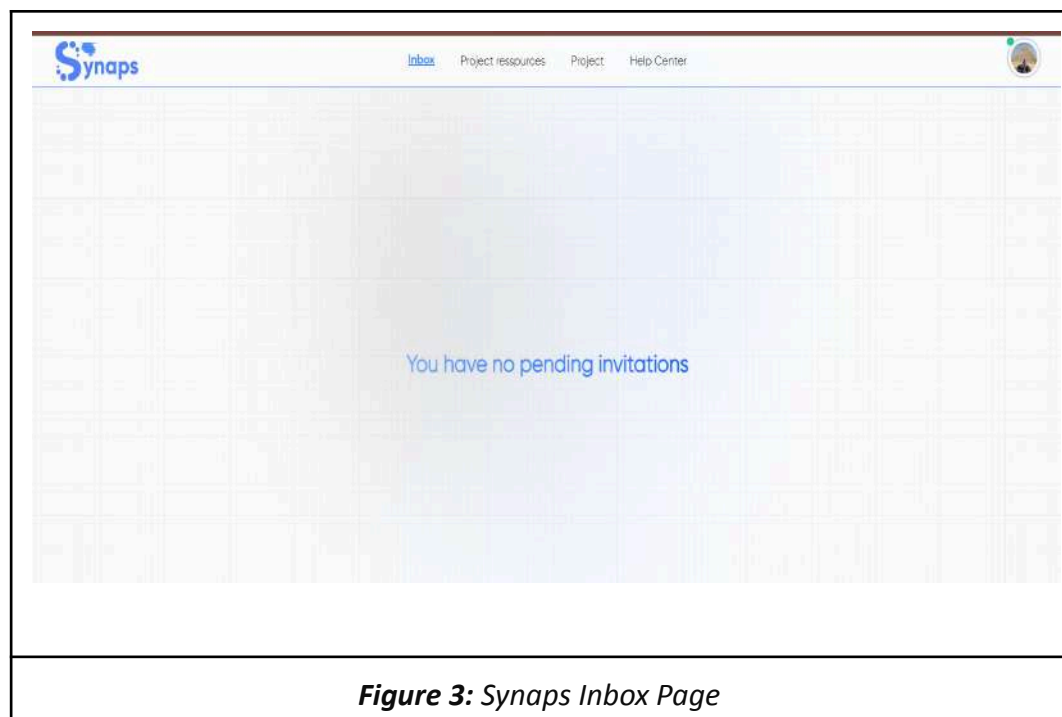 Synaps
Inbox Project ressources Project Help Center
You have no pending invitations
Figure 3: Synaps Inbox Page